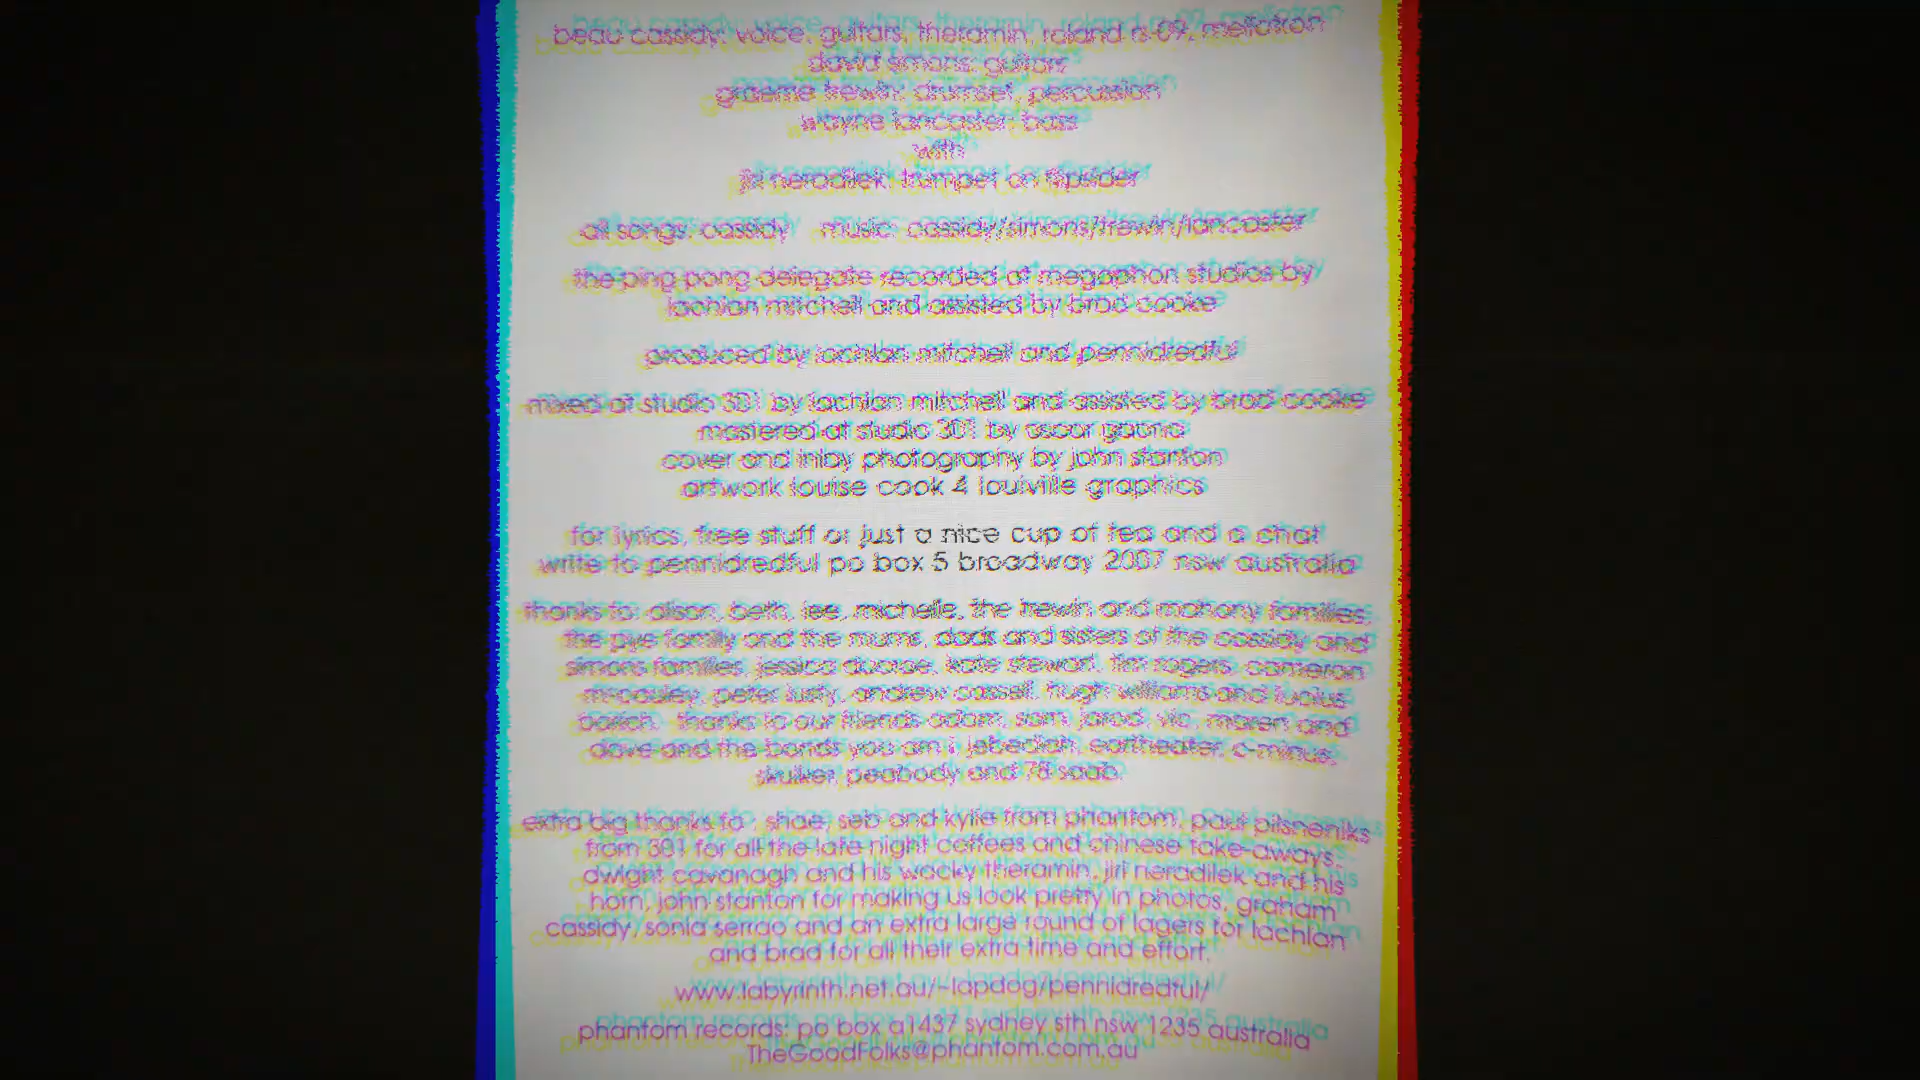 beau cassidy: voice, guitars, theramin, roland rs-09, mellotron
david simons: guitars
graeme trewin: drumset, percussion
wayne lancaster: bass
with
jiri neradilek: trumpet on flipsider
all songs: cassidy music: cassidy/simons/trewin/lancaster
the ping pong delegate recorded at megaphon studios by
lachlan mitchell and assisted by brad cooke
produced by lachlan mitchell and pennidredful
mixed at studio 301 by lachlan mitchell and assisted by brad cooke
mastered at studio 301 by oscar gaona
cover and inlay photography by john stanton
artwork louise cook 4 louiville graphics
for lyrics, free stuff or just a nice cup of tea and a chat
write to pennidredful po box 5 broadway 2007 nsw australia
thanks to: alison, beth, lee, michelle, the trewin and mahony families,
the pye family and the mums, dads and sisters of the cassidy and
simons families, jessica ducrou, kate stewart, tim rogers, cameron
mccauley, peter lusty, andrew cassell, hugh williams and lucius
thanks to our friends adam, sam, jarod, vic, maren and
dave and the bands you am i, jebediah, eartheater, c-minus,
skulker, peabody and 78 saab.
extra big thanks to : shae, seb and kylie from phantom, paul pilsneniks
from 301 for all the late night coffees and chinese take-aways,
dwight cavanagh and his wacky theramin, jiri neradilek and his
horn, john stanton for making us look pretty in photos, graham
cassidy, sonia serrao and an extra large round of lagers for lachlan
and brad for all their extra time and effort.
www.labyrinth.net.au/~lapdog/pennidredful/
phantom records: po box a1437 sydney sth nsw 1235 australia
TheGoodFolks@phantom.com.au